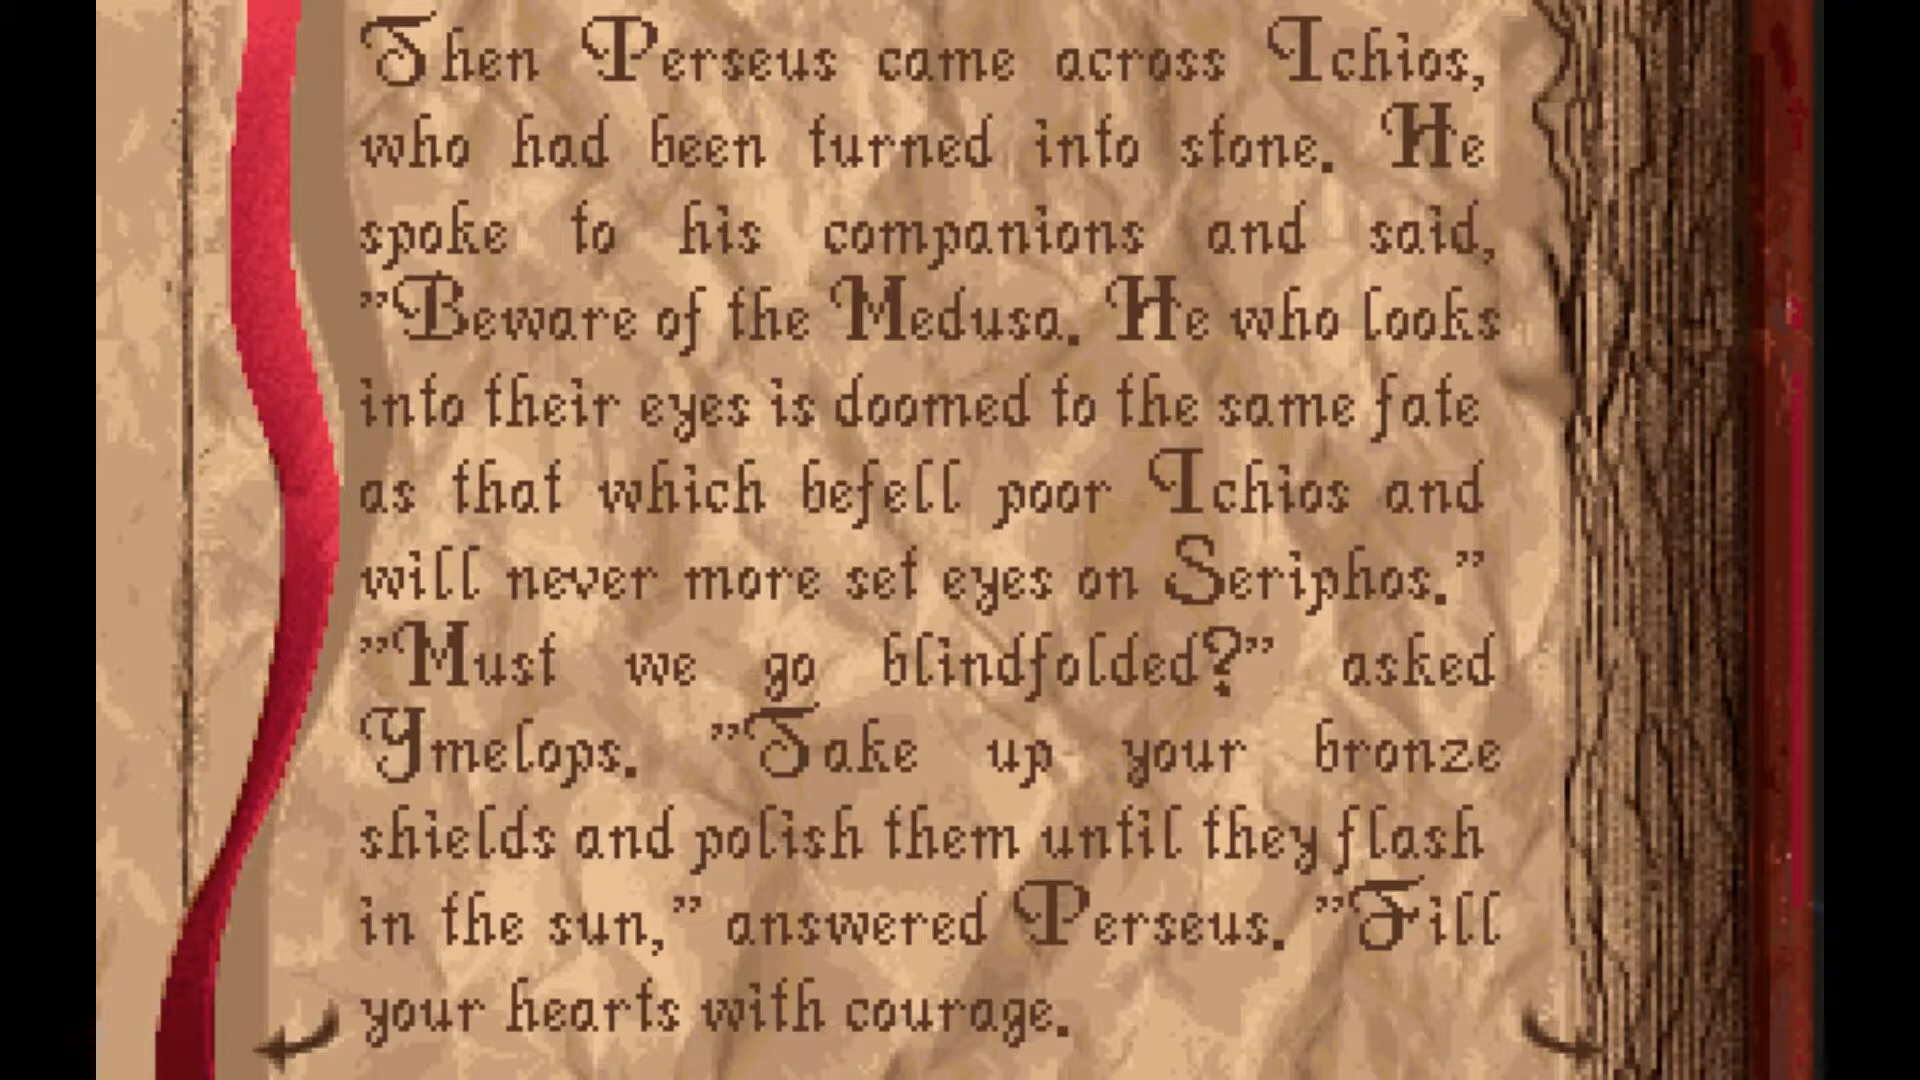 Then Perseus came across Ichios,
who had been turned into stone. He
spoke to his companions and said,
"Beware of the Medusa. He who looks
into their eyes is doomed to the same fate
as that which befell poor Ichios and
will never more set eyes on Seriphos."
"Must we go blindfolded?" asked
Ymelops. "Take up your bronze
shields and polish them until they flash
in the sun," answered Perseus. "Fill
your hearts with courage.